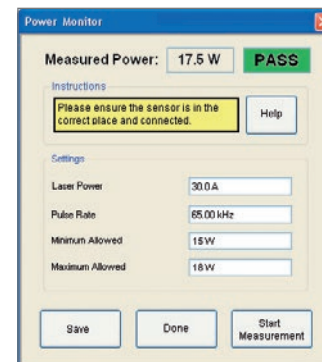 Power Monitor
Measured Power: 17.5 W PASS
Instructions
Please ensure the sensor is in the
correct place and connected.
Help
Settings
Laser Power 30.0 A
Pulse Rate 65.00 kHz
Minimum Allowed 15 W
Maximum Allowed 18 W
Save Done Start
Measurement